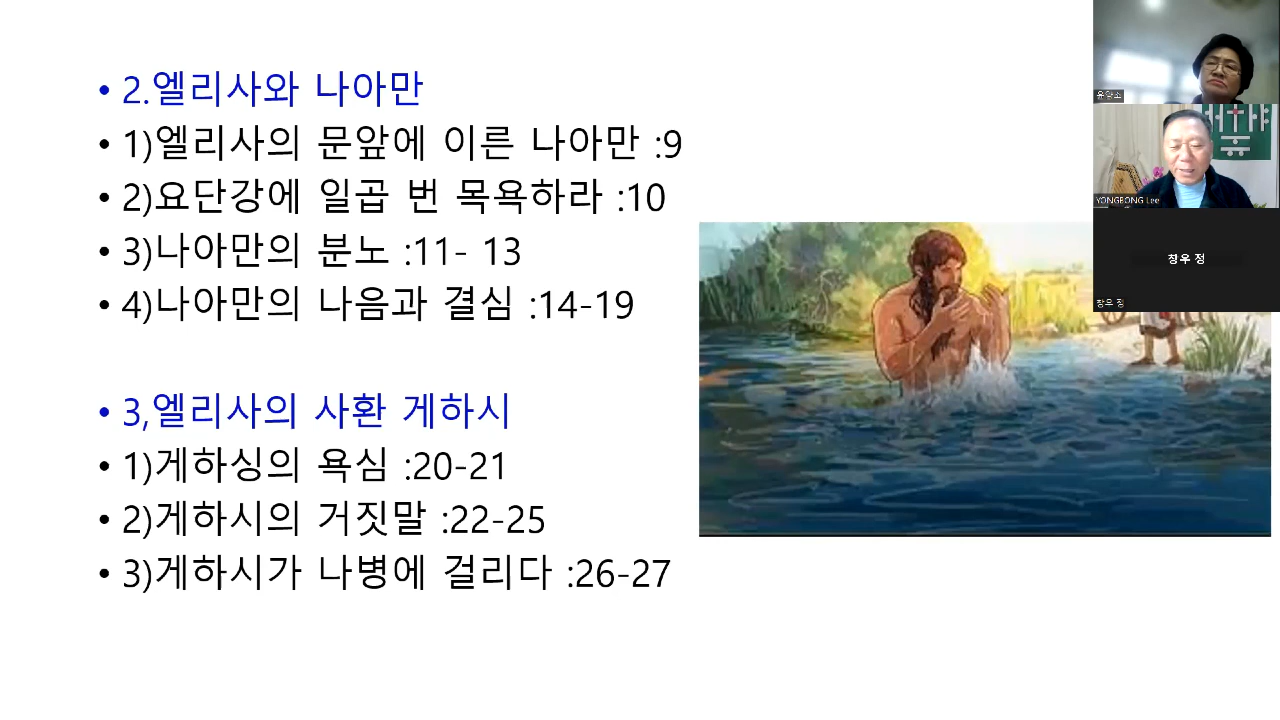 • 2.엘리사와 나아만
• 1)엘리사의 문앞에 이른 나아만 :9
• 2)요단강에 일곱 번 목욕하라 :10
• 3)나아만의 분노 :11- 13
• 4)나아만의 나음과 결심 :14-19
• 3,엘리사의 사환 게하시
• 1)게하싱의 욕심 :20-21
• 2)게하시의 거짓말 :22-25
• 3)게하시가 나병에 걸리다 :26-27
YONGBONG Lee
창우 정
창우 정